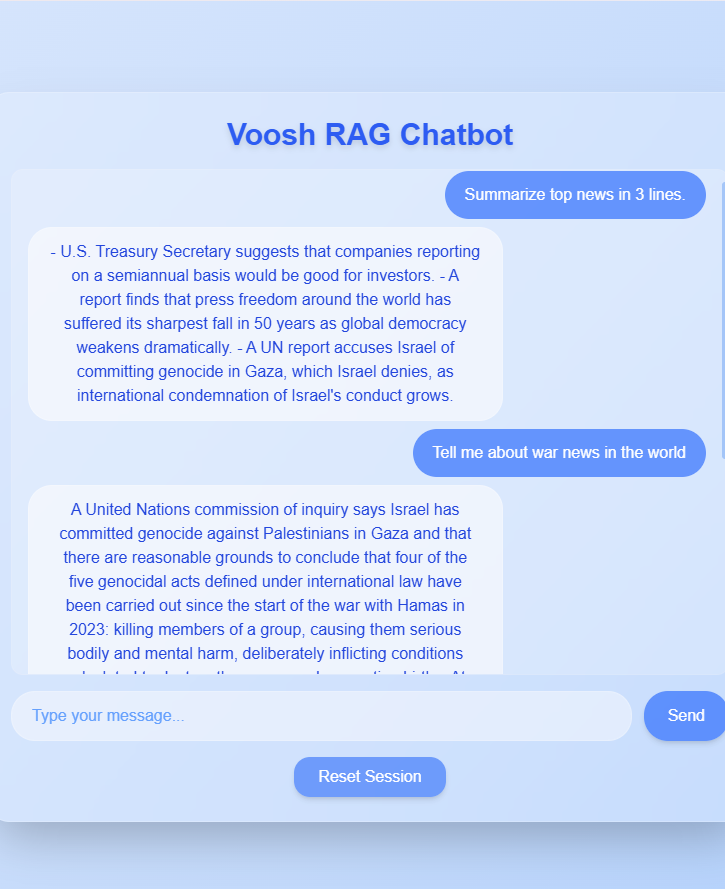 Voosh RAG Chatbot
Summarize top news in 3 lines.
- U.S. Treasury Secretary suggests that companies reporting
on a semiannual basis would be good for investors. - A
report finds that press freedom around the world has
suffered its sharpest fall in 50 years as global democracy
weakens dramatically. - A UN report accuses Israel of
committing genocide in Gaza, which Israel denies, as
international condemnation of Israel's conduct grows.
Tell me about war news in the world
A United Nations commission of inquiry says Israel has
committed genocide against Palestinians in Gaza and that
there are reasonable grounds to conclude that four of the
five genocidal acts defined under international law have
been carried out since the start of the war with Hamas in
2023: killing members of a group, causing them serious
bodily and mental harm, deliberately inflicting conditions
Type your message...
Send
Reset Session